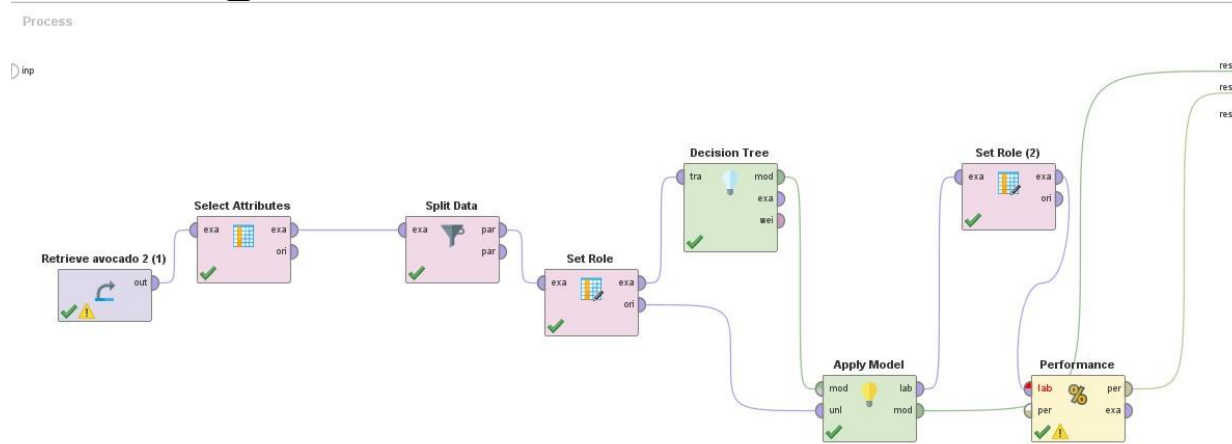 Process
inp
res
res
res
Decision Tree
tra mod
exa
wei
Set Role (2)
exa exa
ori
Select Attributes
exa exa
ori
Split Data
exa par
par
Retrieve avocado 2 (1)
out
Set Role
exa exa
ori
Apply Model
mod lab
unl mod
Performance
lab % per
per exa